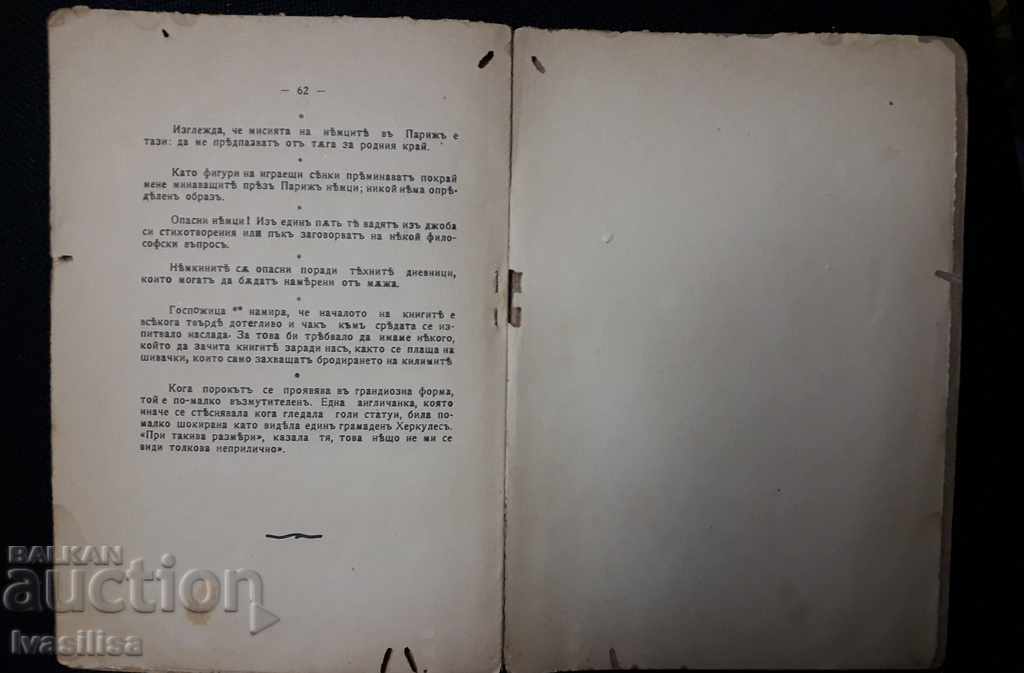 — 62 —
*
Изглежда, че мисията на нѣмцитѣ въ Парижъ е
тази: да ме прѣдпазватъ отъ тѫга за родния край.
*
Като фигури на играещи сѣнки прѣминаватъ покрай
мене минаващитѣ прѣзъ Парижъ нѣмци; никой нѣма опрѣ-
дѣленъ образъ.
*
Опасни нѣмци! Изъ единъ пѫть тѣ вадятъ изъ джоба
си стихотворения или пъкъ заговорватъ на нѣкой фило-
софски въпросъ.
*
Нѣмкинитѣ сѫ опасни поради тѣхнитѣ дневници,
които могатъ да бѫдатъ намѣрени отъ мѫжа.
*
Госпожица ** намира, че началото на книгитѣ е
всѣкога твърдѣ дотегливо и чакъ къмъ срѣдата се из-
питвало наслада. За това би трѣбвало да имаме нѣкого,
който да зачита книгитѣ заради насъ, както се плаща на
шивачки, които само захващатъ бродирането на килимитѣ
*
Кога порокътъ се проявява въ грандиозна форма,
той е по-малко възмутителенъ. Една англичанка, която
иначе се стѣснявала кога гледала голи статуи, била по-
малко шокирана като видѣла единъ грамаденъ Херкулесъ.
«При такива размѣри», казала тя, това нѣщо не ми се
види толкова неприлично».
BALKAN
auction
Ivasilisa